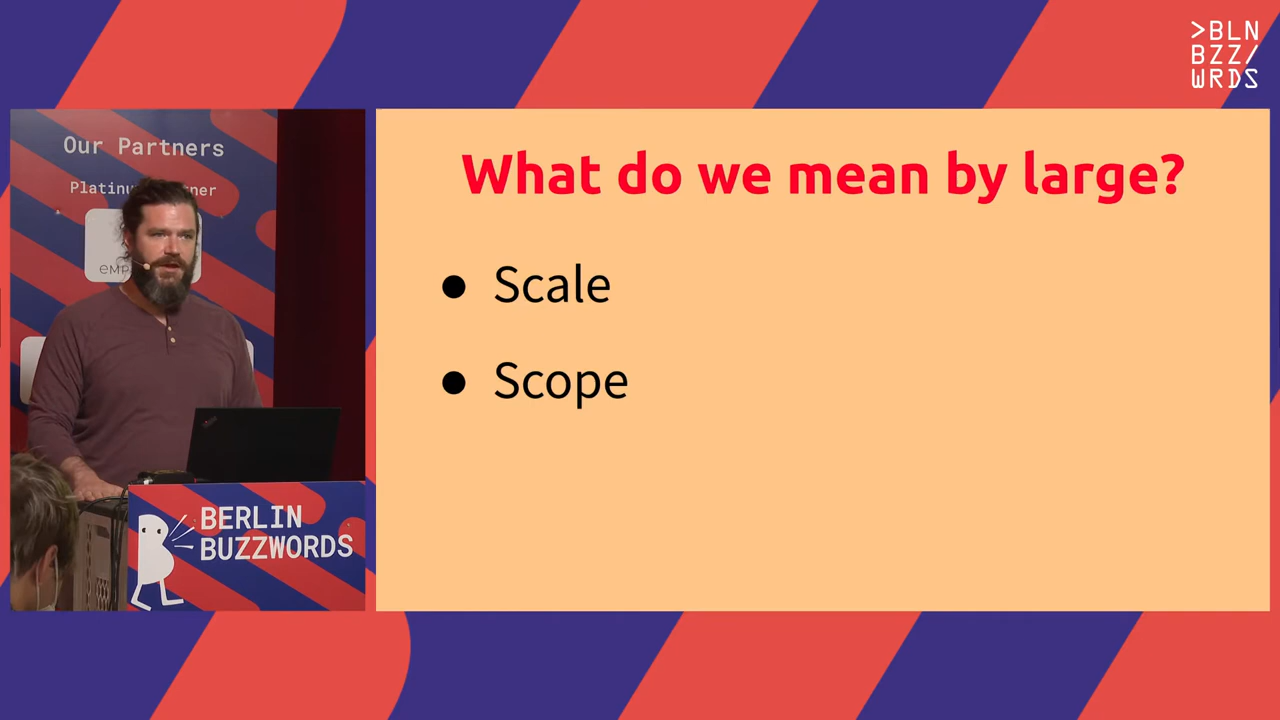 >BLN
BZZ/
WRDS
Our Partners
What do we mean by large?
● Scale
● Scope
BERLIN
BUZZWORDS